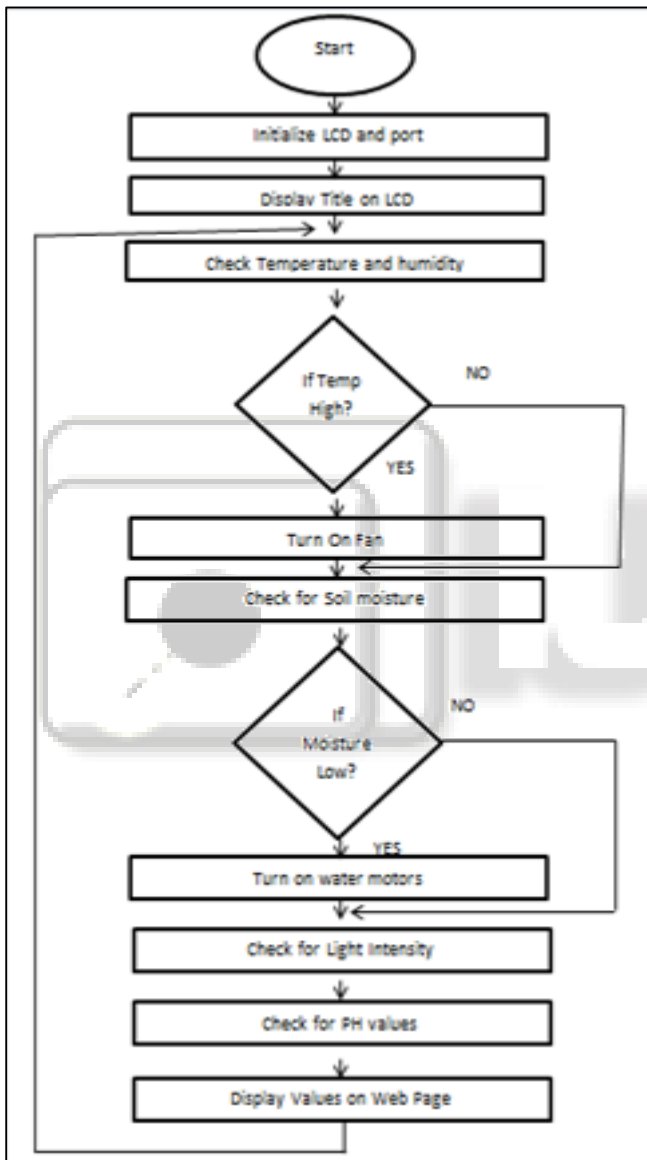 Start
Initialize LCD and port
Display Title on LCD
Check Temperature and humidity
If Temp
High?
NO
YES
Turn On Fan
Check for Soil moisture
If
Moisture
Low?
NO
YES
Turn on water motors
Check for Light Intensity
Check for PH values
Display Values on Web Page